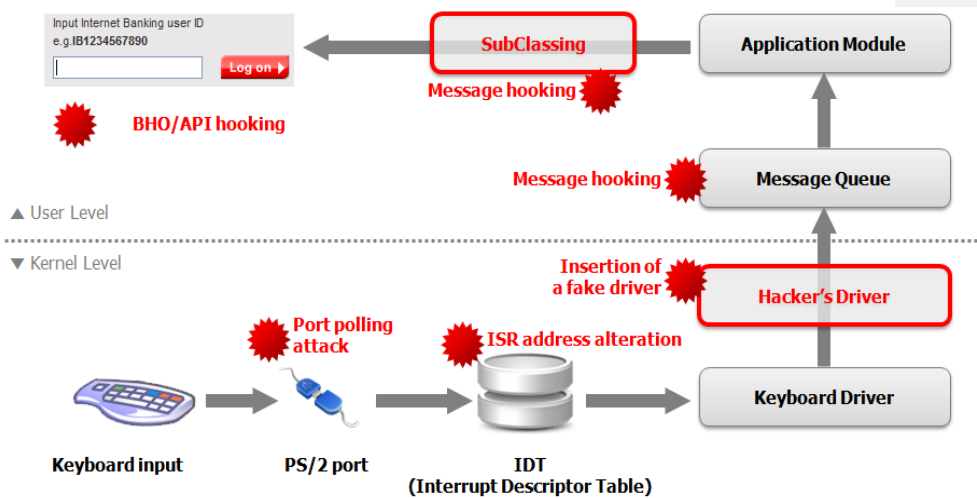 Input Internet Banking user ID
e.g.IB1234567890
Log on
SubClassing
Application Module
Message hooking
BHO/API hooking
Message hooking
Message Queue
▲ User Level
▼ Kernel Level
Insertion of
a fake driver
Hacker's Driver
Port polling
attack
ISR address alteration
Keyboard Driver
Keyboard input
PS/2 port
IDT
(Interrupt Descriptor Table)